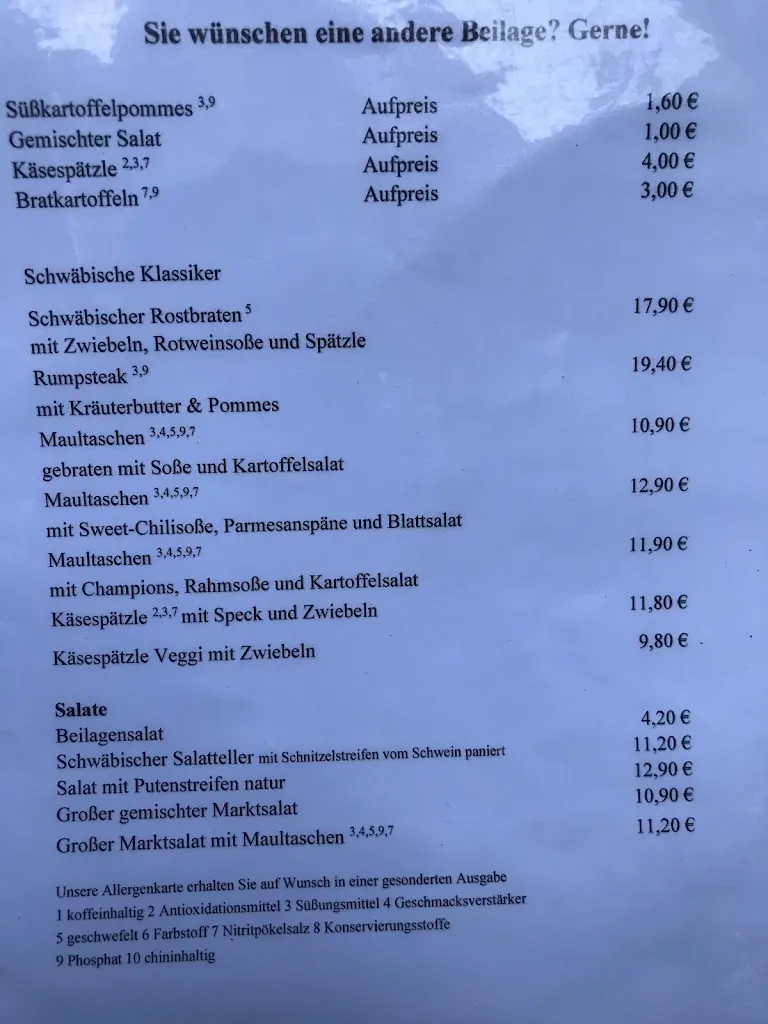 Sie wünschen eine andere Beilage? Gerne!
Süßkartoffelpommes 3,9 Aufpreis 1,60 €
Gemischter Salat Aufpreis 1,00 €
Käsespätzle 2,3,7 Aufpreis 4,00 €
Bratkartoffeln 7,9 Aufpreis 3,00 €
Schwäbische Klassiker
Schwäbischer Rostbraten 5 17,90 €
mit Zwiebeln, Rotweinsoße und Spätzle
Rumpsteak 3,9 19,40 €
mit Kräuterbutter & Pommes
Maultaschen 3,4,5,9,7 10,90 €
gebraten mit Soße und Kartoffelsalat
Maultaschen 3,4,5,9,7 12,90 €
mit Sweet-Chilisoße, Parmesanspäne und Blattsalat
Maultaschen 3,4,5,9,7 11,90 €
mit Champions, Rahmsoße und Kartoffelsalat
Käsespätzle 2,3,7 mit Speck und Zwiebeln 11,80 €
Käsespätzle Veggi mit Zwiebeln 9,80 €
Salate
Beilagensalat 4,20 €
Schwäbischer Salatteller mit Schnitzelstreifen vom Schwein paniert 11,20 €
Salat mit Putenstreifen natur 12,90 €
Großer gemischter Marktsalat 10,90 €
Großer Marktsalat mit Maultaschen 3,4,5,9,7 11,20 €
Unsere Allergenkarte erhalten Sie auf Wunsch in einer gesonderten Ausgabe
1 koffeinhaltig 2 Antioxidationsmittel 3 Süßungsmittel 4 Geschmacksverstärker
5 geschwefelt 6 Farbstoff 7 Nitritpökelsalz 8 Konservierungsstoffe
9 Phosphat 10 chininhaltig